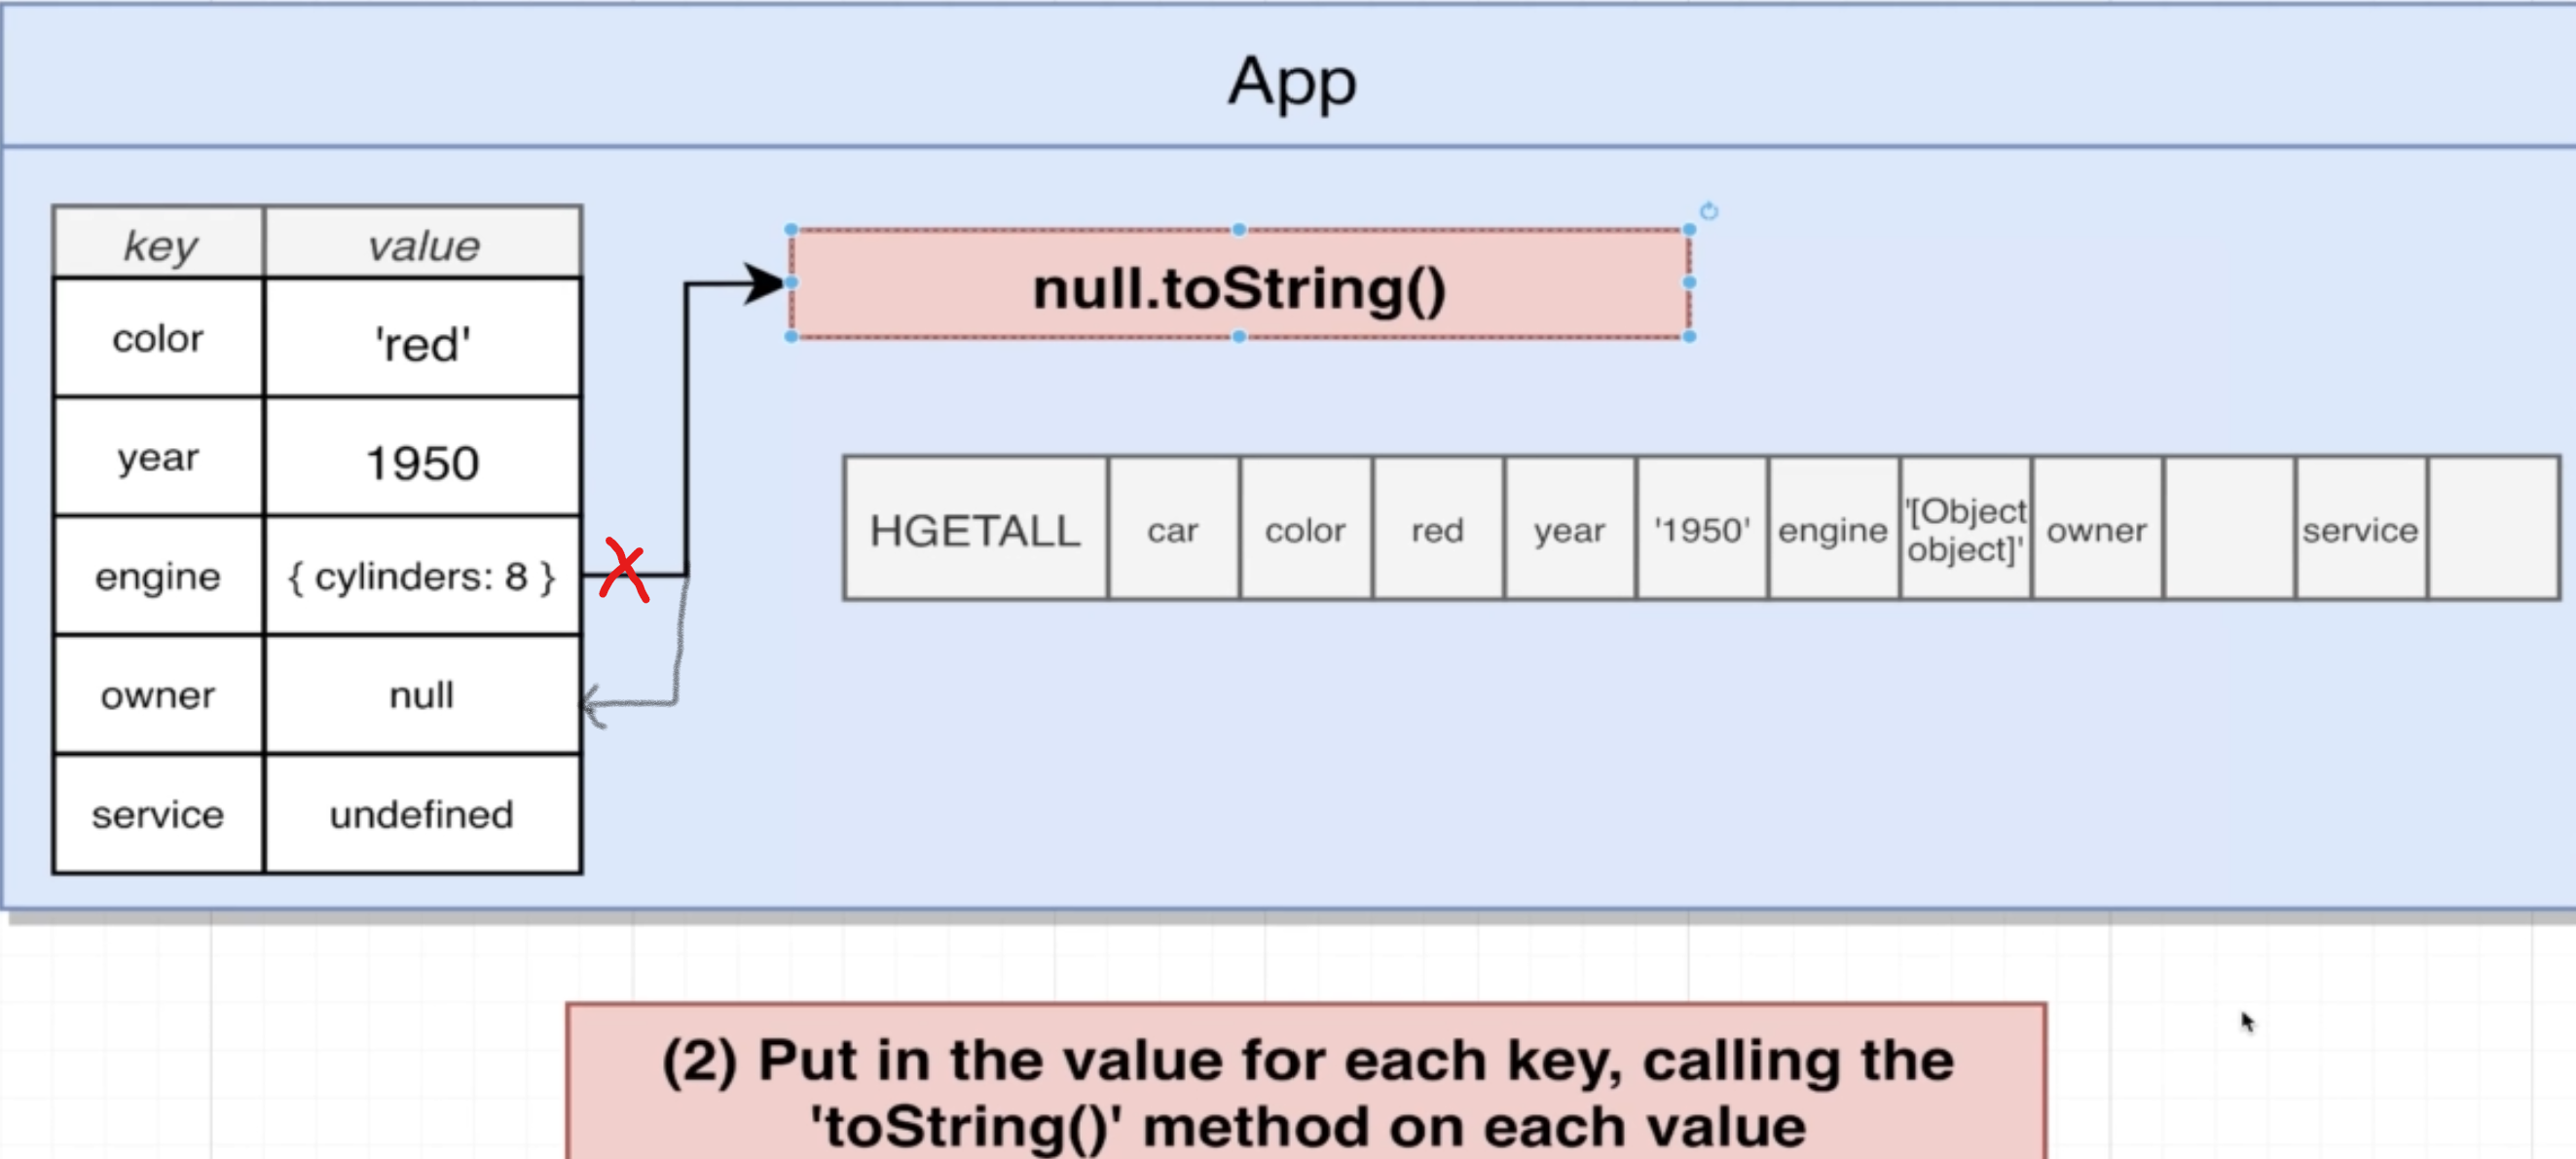 App
key value
color 'red'
year 1950
engine { cylinders: 8 }
owner null
service undefined
null.toString()
HGETALL car color red year '1950' engine '[Object object]' owner service
(2) Put in the value for each key, calling the
'toString()' method on each value